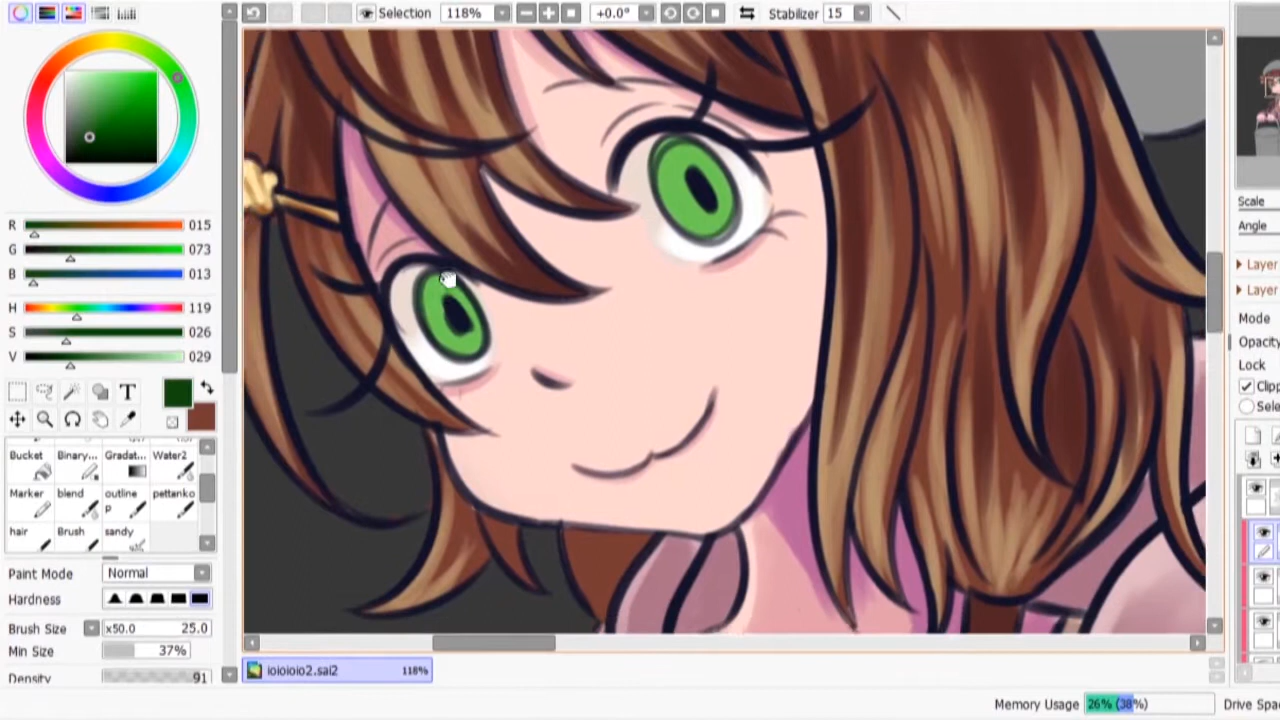 Selection 118% +0.0° Stabilizer 15
R 015
G 073
B 013
H 119
S 026
V 029
T
Bucket Binary... Gradat... Water2
Marker blend outline pettanko
p
hair Brush sandy
Paint Mode Normal
Hardness
Brush Size x50.0 25.0
Min Size 37%
Density 91
Scale
Angle
Layer
Layer
Mode
Opacity
Lock
Clipp
Sele
ioioioio2.sai2 118%
Memory Usage 26% (38%) Drive Spa